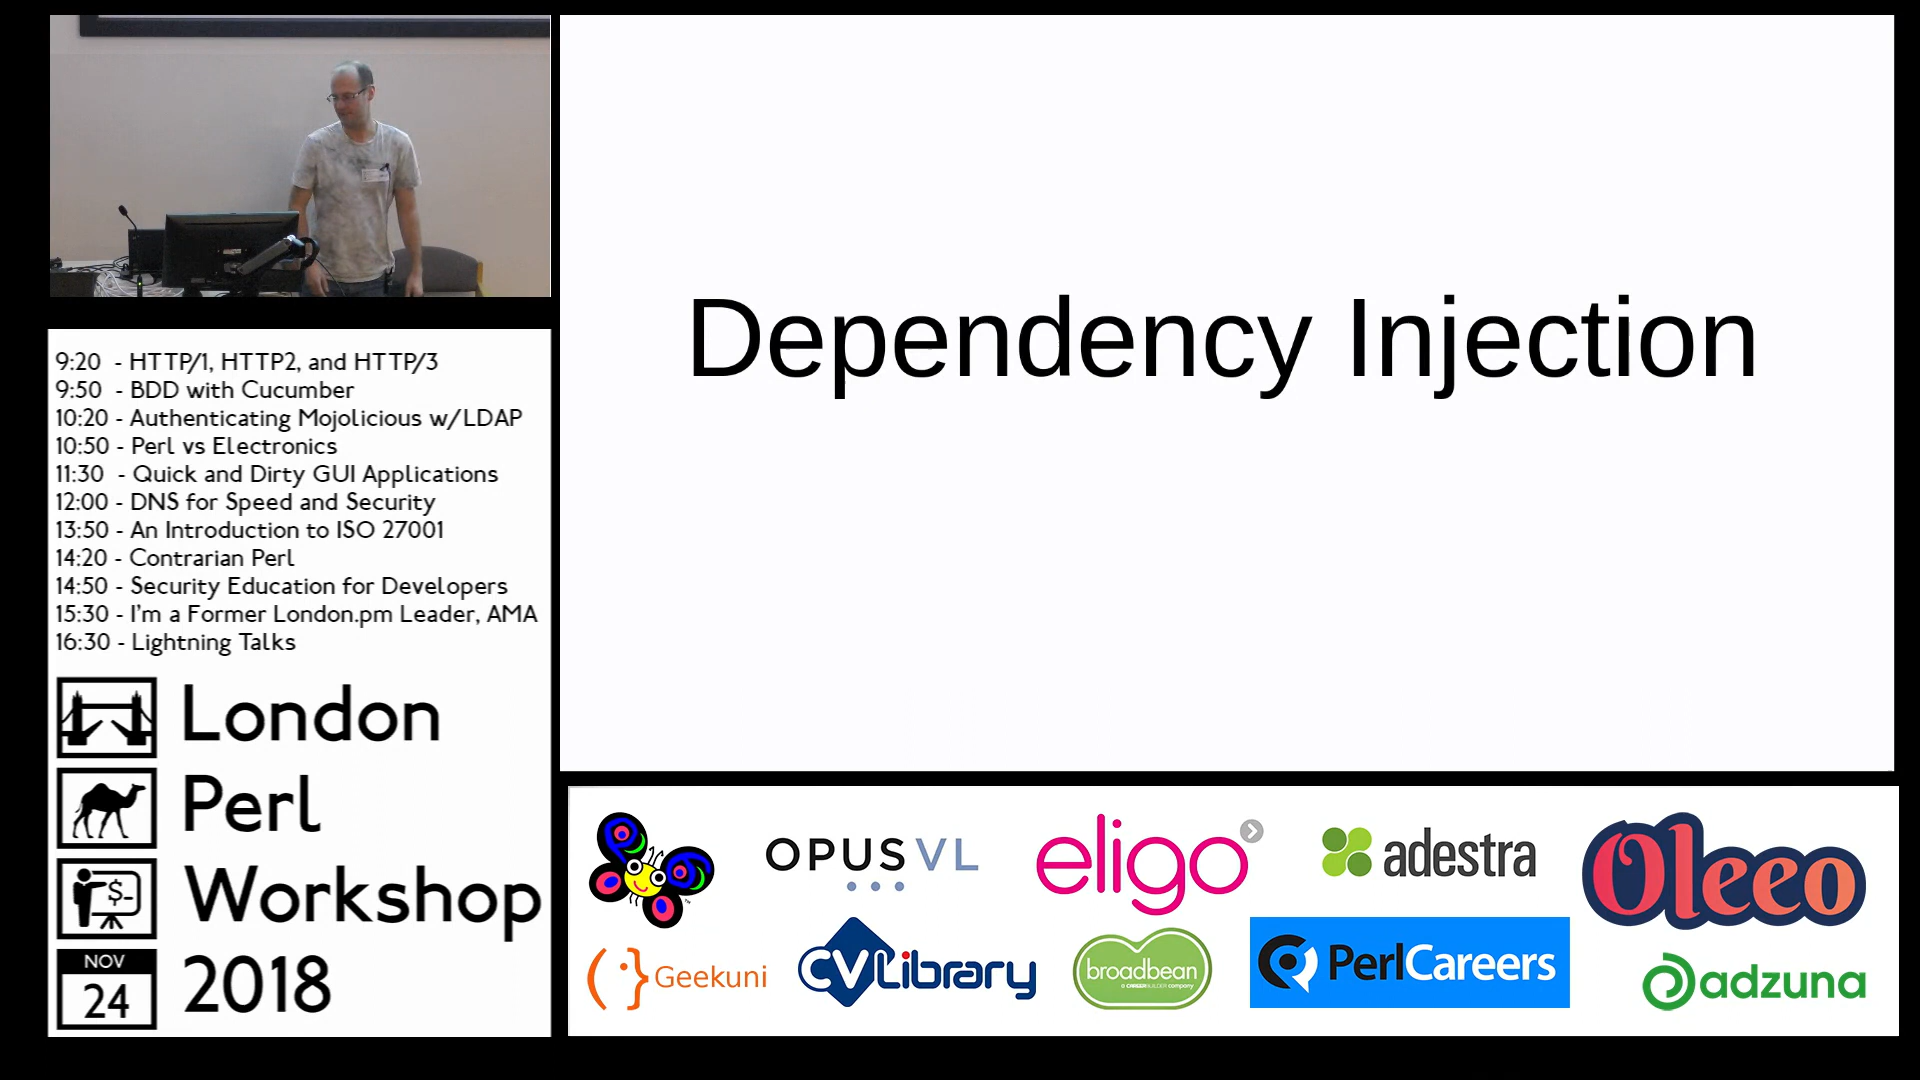 Dependency Injection
9:20 - HTTP/1, HTTP2, and HTTP/3
9:50 - BDD with Cucumber
10:20 - Authenticating Mojolicious w/LDAP
10:50 - Perl vs Electronics
11:30 - Quick and Dirty GUI Applications
12:00 - DNS for Speed and Security
13:50 - An Introduction to ISO 27001
14:20 - Contrarian Perl
14:50 - Security Education for Developers
15:30 - I'm a Former London.pm Leader, AMA
16:30 - Lightning Talks
London
Perl
$-
Workshop
NOV
24
2018
OPUS VL
eligo
adestra
Oleeo
Geekuni
CVLibrary
broadbean
a CAREERBUILDER company
PerlCareers
adzuna